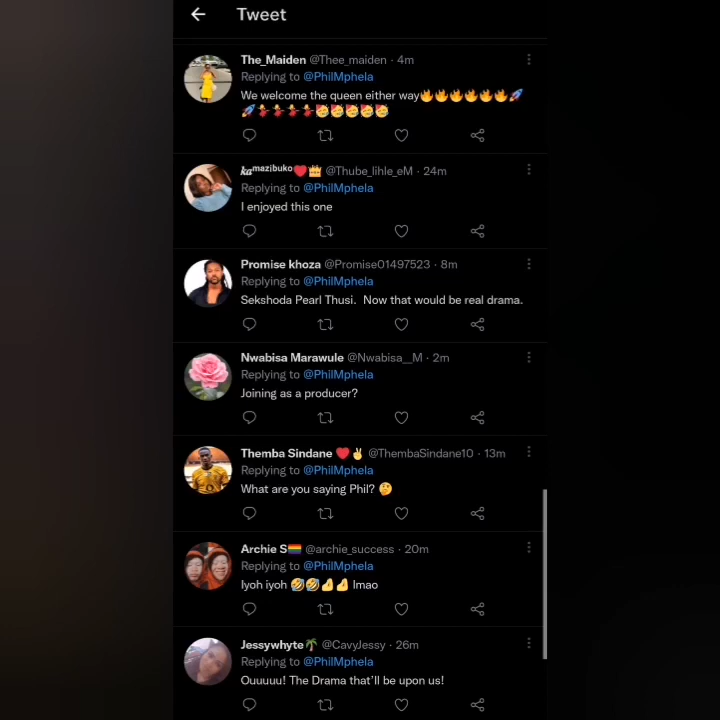 Tweet
The_Maiden @Thee_maiden · 4m
Replying to @PhilMphela
We welcome the queen either way🔥🔥🔥🔥🔥🔥🚀
🚀💃💃💃💃🥳🥳🥳🥳🥳
kaᵐᵃᶻⁱᵇᵘᵏᵒ❤️👑 @Thube_lihle_eM · 24m
Replying to @PhilMphela
I enjoyed this one
Promise khoza @Promise01497523 · 8m
Replying to @PhilMphela
Sekshoda Pearl Thusi. Now that would be real drama.
Nwabisa Marawule @Nwabisa__M · 2m
Replying to @PhilMphela
Joining as a producer?
Themba Sindane ❤️✌️ @ThembaSindane10 · 13m
Replying to @PhilMphela
What are you saying Phil? 🤔
Archie S🏳️‍🌈 @archie_success · 20m
Replying to @PhilMphela
Iyoh iyoh 🤣🤣🤌🤌 lmao
Jessywhyte🌴 @CavyJessy · 26m
Replying to @PhilMphela
Ouuuuu! The Drama that'll be upon us!